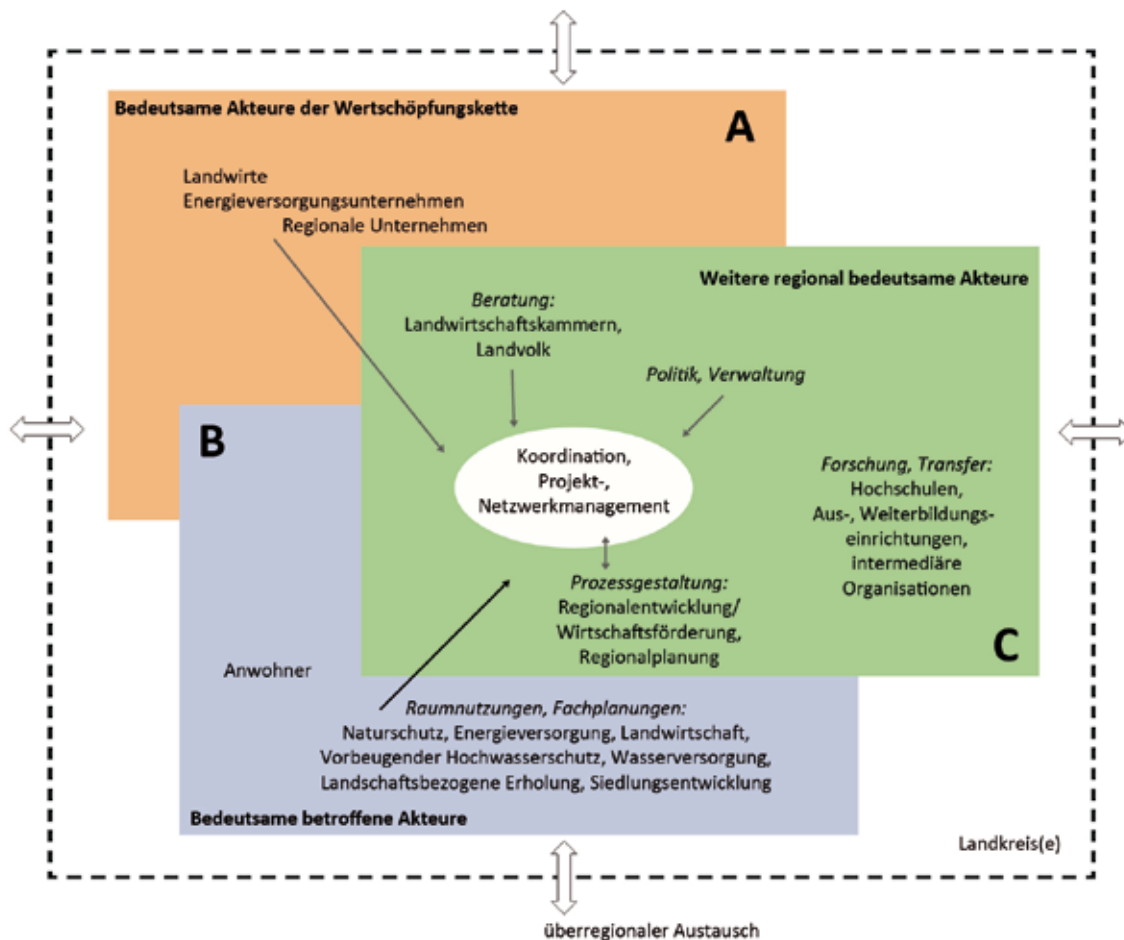 Bedeutsame Akteure der Wertschöpfungskette
A
Landwirte
Energieversorgungsunternehmen
Regionale Unternehmen
Weitere regional bedeutsame Akteure
Beratung:
Landwirtschaftskammern,
Landvolk
Politik, Verwaltung
B
Koordination,
Projekt-,
Netzwerkmanagement
Forschung, Transfer:
Hochschulen,
Aus-, Weiterbildungs-
einrichtungen,
intermediäre
Organisationen
Prozessgestaltung:
Regionalentwicklung/
Wirtschaftsförderung,
Regionalplanung
C
Anwohner
Raumnutzungen, Fachplanungen:
Naturschutz, Energieversorgung, Landwirtschaft,
Vorbeugender Hochwasserschutz, Wasserversorgung,
Landschaftsbezogene Erholung, Siedlungsentwicklung
Bedeutsame betroffene Akteure
Landkreis(e)
überregionaler Austausch